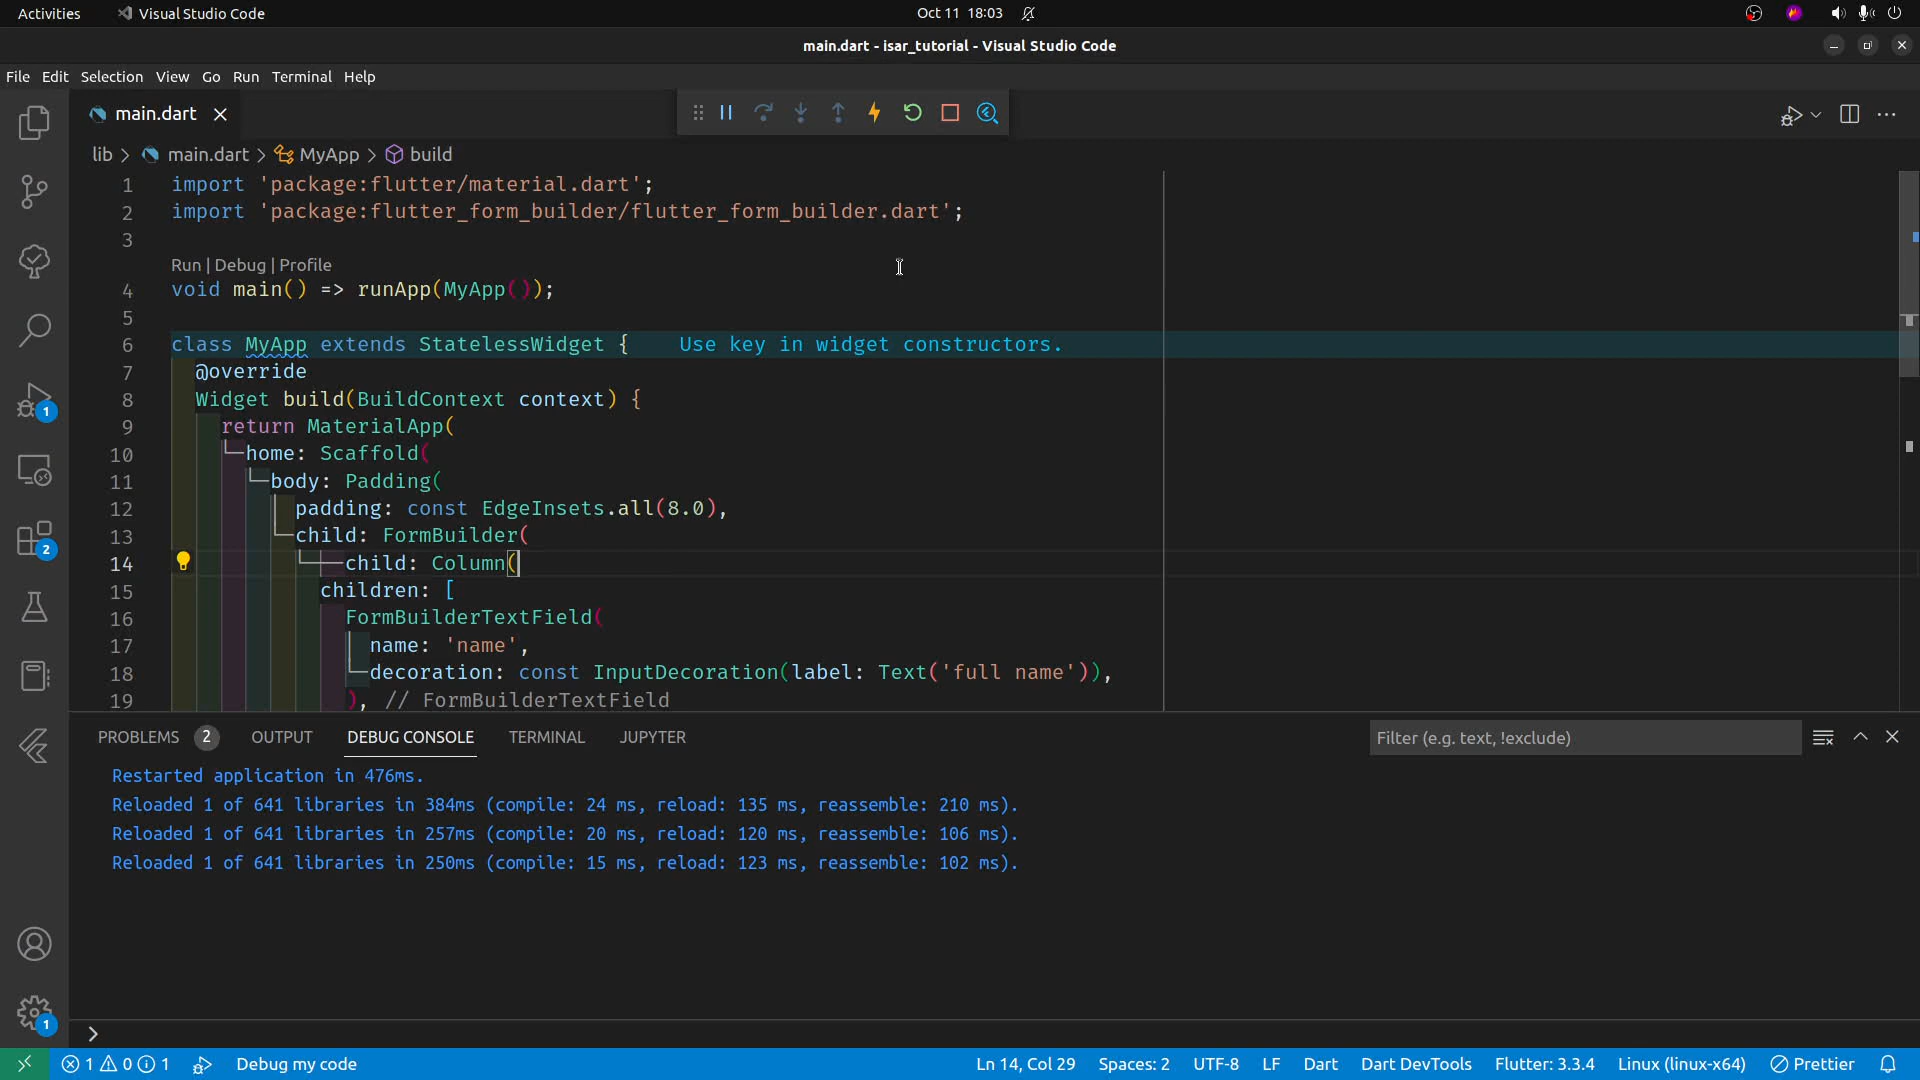 Activities Visual Studio Code Oct 11 18:03
main.dart - isar_tutorial - Visual Studio Code
File Edit Selection View Go Run Terminal Help
main.dart
lib > main.dart > MyApp > build
1 import 'package:flutter/material.dart';
2 import 'package:flutter_form_builder/flutter_form_builder.dart';
3
Run | Debug | Profile
4 void main() => runApp(MyApp());
5
6 class MyApp extends StatelessWidget { Use key in widget constructors.
7 @override
8 Widget build(BuildContext context) {
9 return MaterialApp(
10 home: Scaffold(
11 body: Padding(
12 padding: const EdgeInsets.all(8.0),
13 child: FormBuilder(
14 child: Column(
15 children: [
16 FormBuilderTextField(
17 name: 'name',
18 decoration: const InputDecoration(label: Text('full name')),
19 ), // FormBuilderTextField
1
2
1
PROBLEMS 2 OUTPUT DEBUG CONSOLE TERMINAL JUPYTER Filter (e.g. text, !exclude)
Restarted application in 476ms.
Reloaded 1 of 641 libraries in 384ms (compile: 24 ms, reload: 135 ms, reassemble: 210 ms).
Reloaded 1 of 641 libraries in 257ms (compile: 20 ms, reload: 120 ms, reassemble: 106 ms).
Reloaded 1 of 641 libraries in 250ms (compile: 15 ms, reload: 123 ms, reassemble: 102 ms).
>
1 0 1 Debug my code Ln 14, Col 29 Spaces: 2 UTF-8 LF Dart Dart DevTools Flutter: 3.3.4 Linux (linux-x64) Prettier